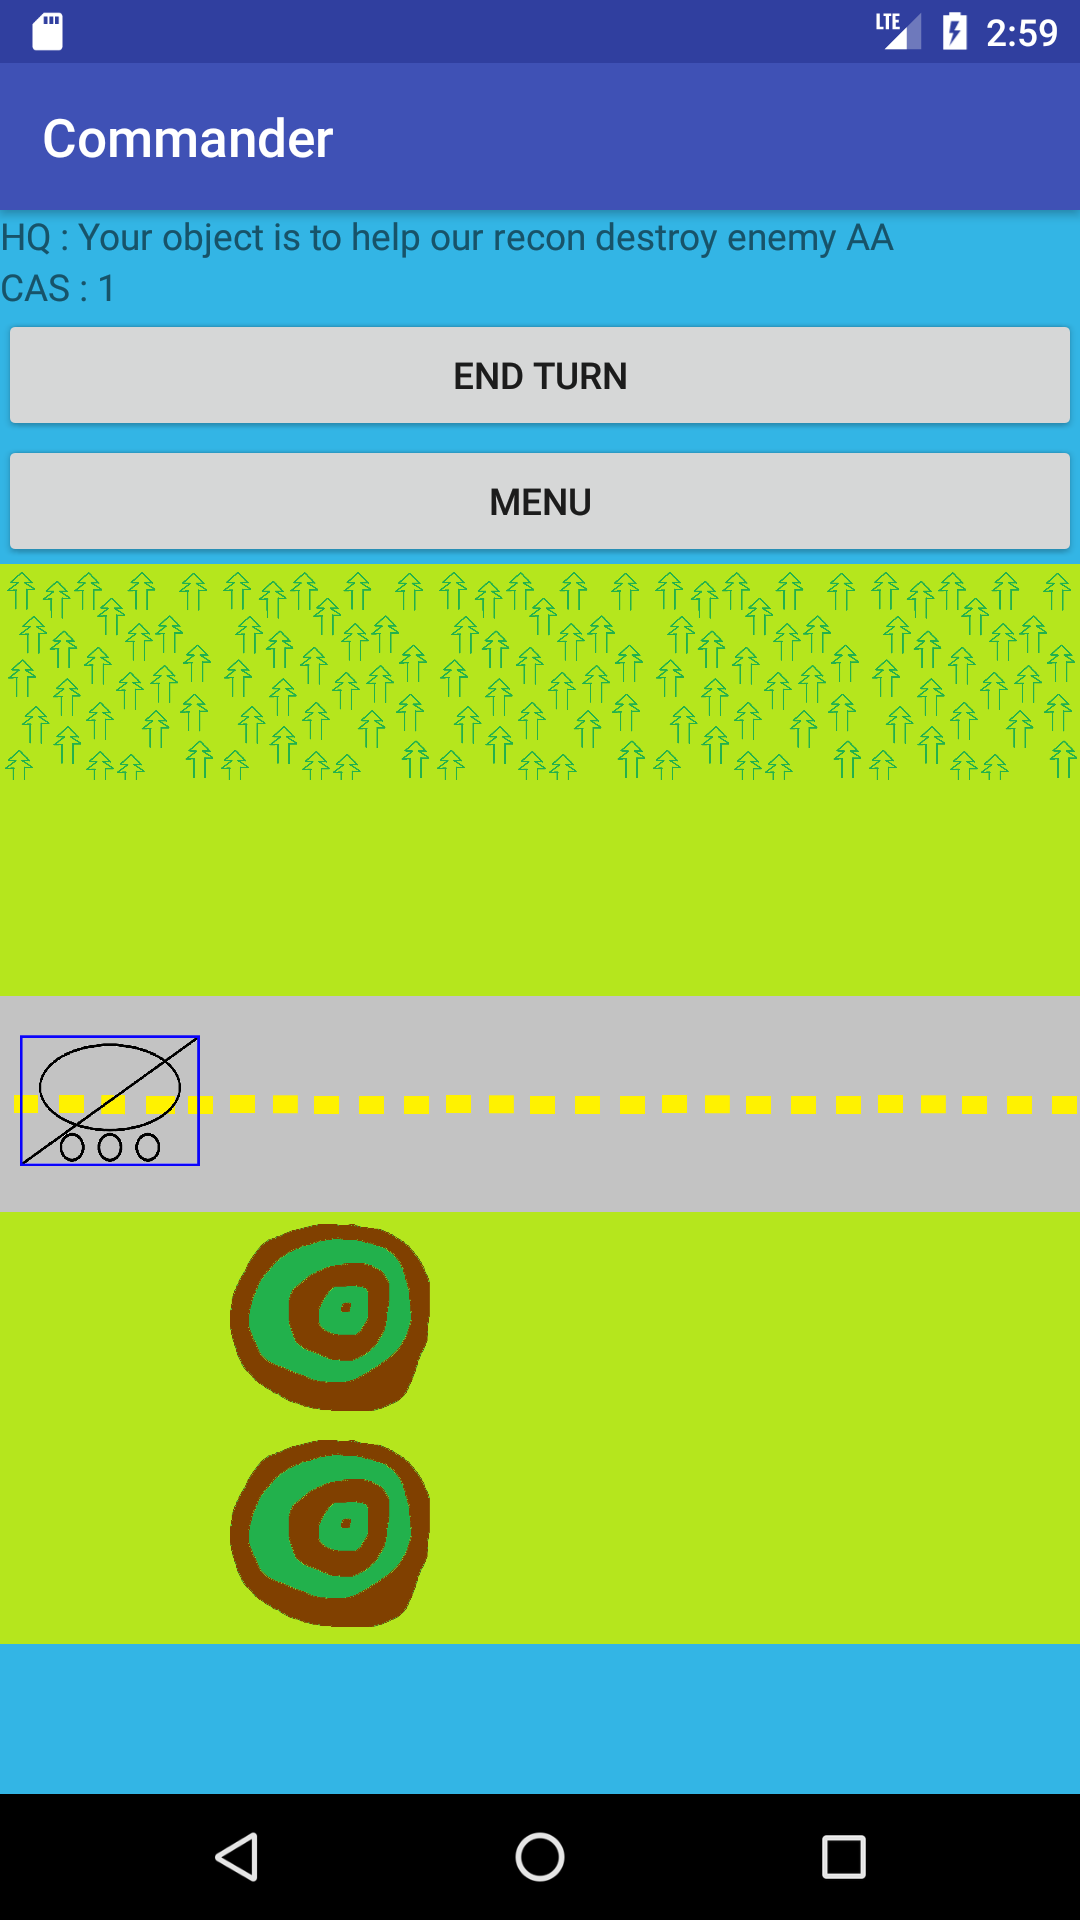 LTE 2:59
Commander
HQ : Your object is to help our recon destroy enemy AA
CAS : 1
END TURN
MENU